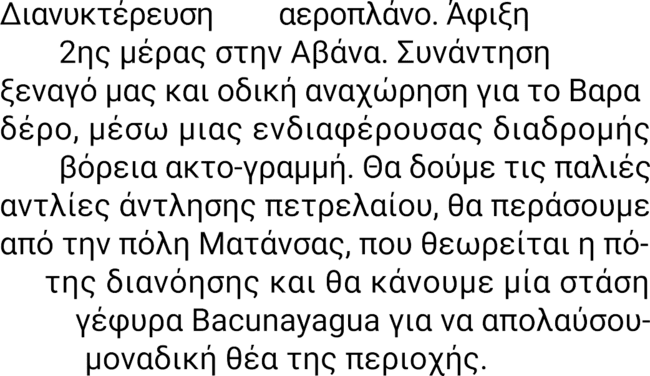 Διανυκτέρευση αεροπλάνο. Άφιξη
2ης μέρας στην Αβάνα. Συνάντηση
ξεναγό μας και οδική αναχώρηση για το Βαρα
δέρο, μέσω μιας ενδιαφέρουσας διαδρομής
βόρεια ακτο-γραμμή. Θα δούμε τις παλιές
αντλίες άντλησης πετρελαίου, θα περάσουμε
από την πόλη Ματάνσας, που θεωρείται η πό-
της διανόησης και θα κάνουμε μία στάση
γέφυρα Bacunayagua για να απολαύσου-
μοναδική θέα της περιοχής.